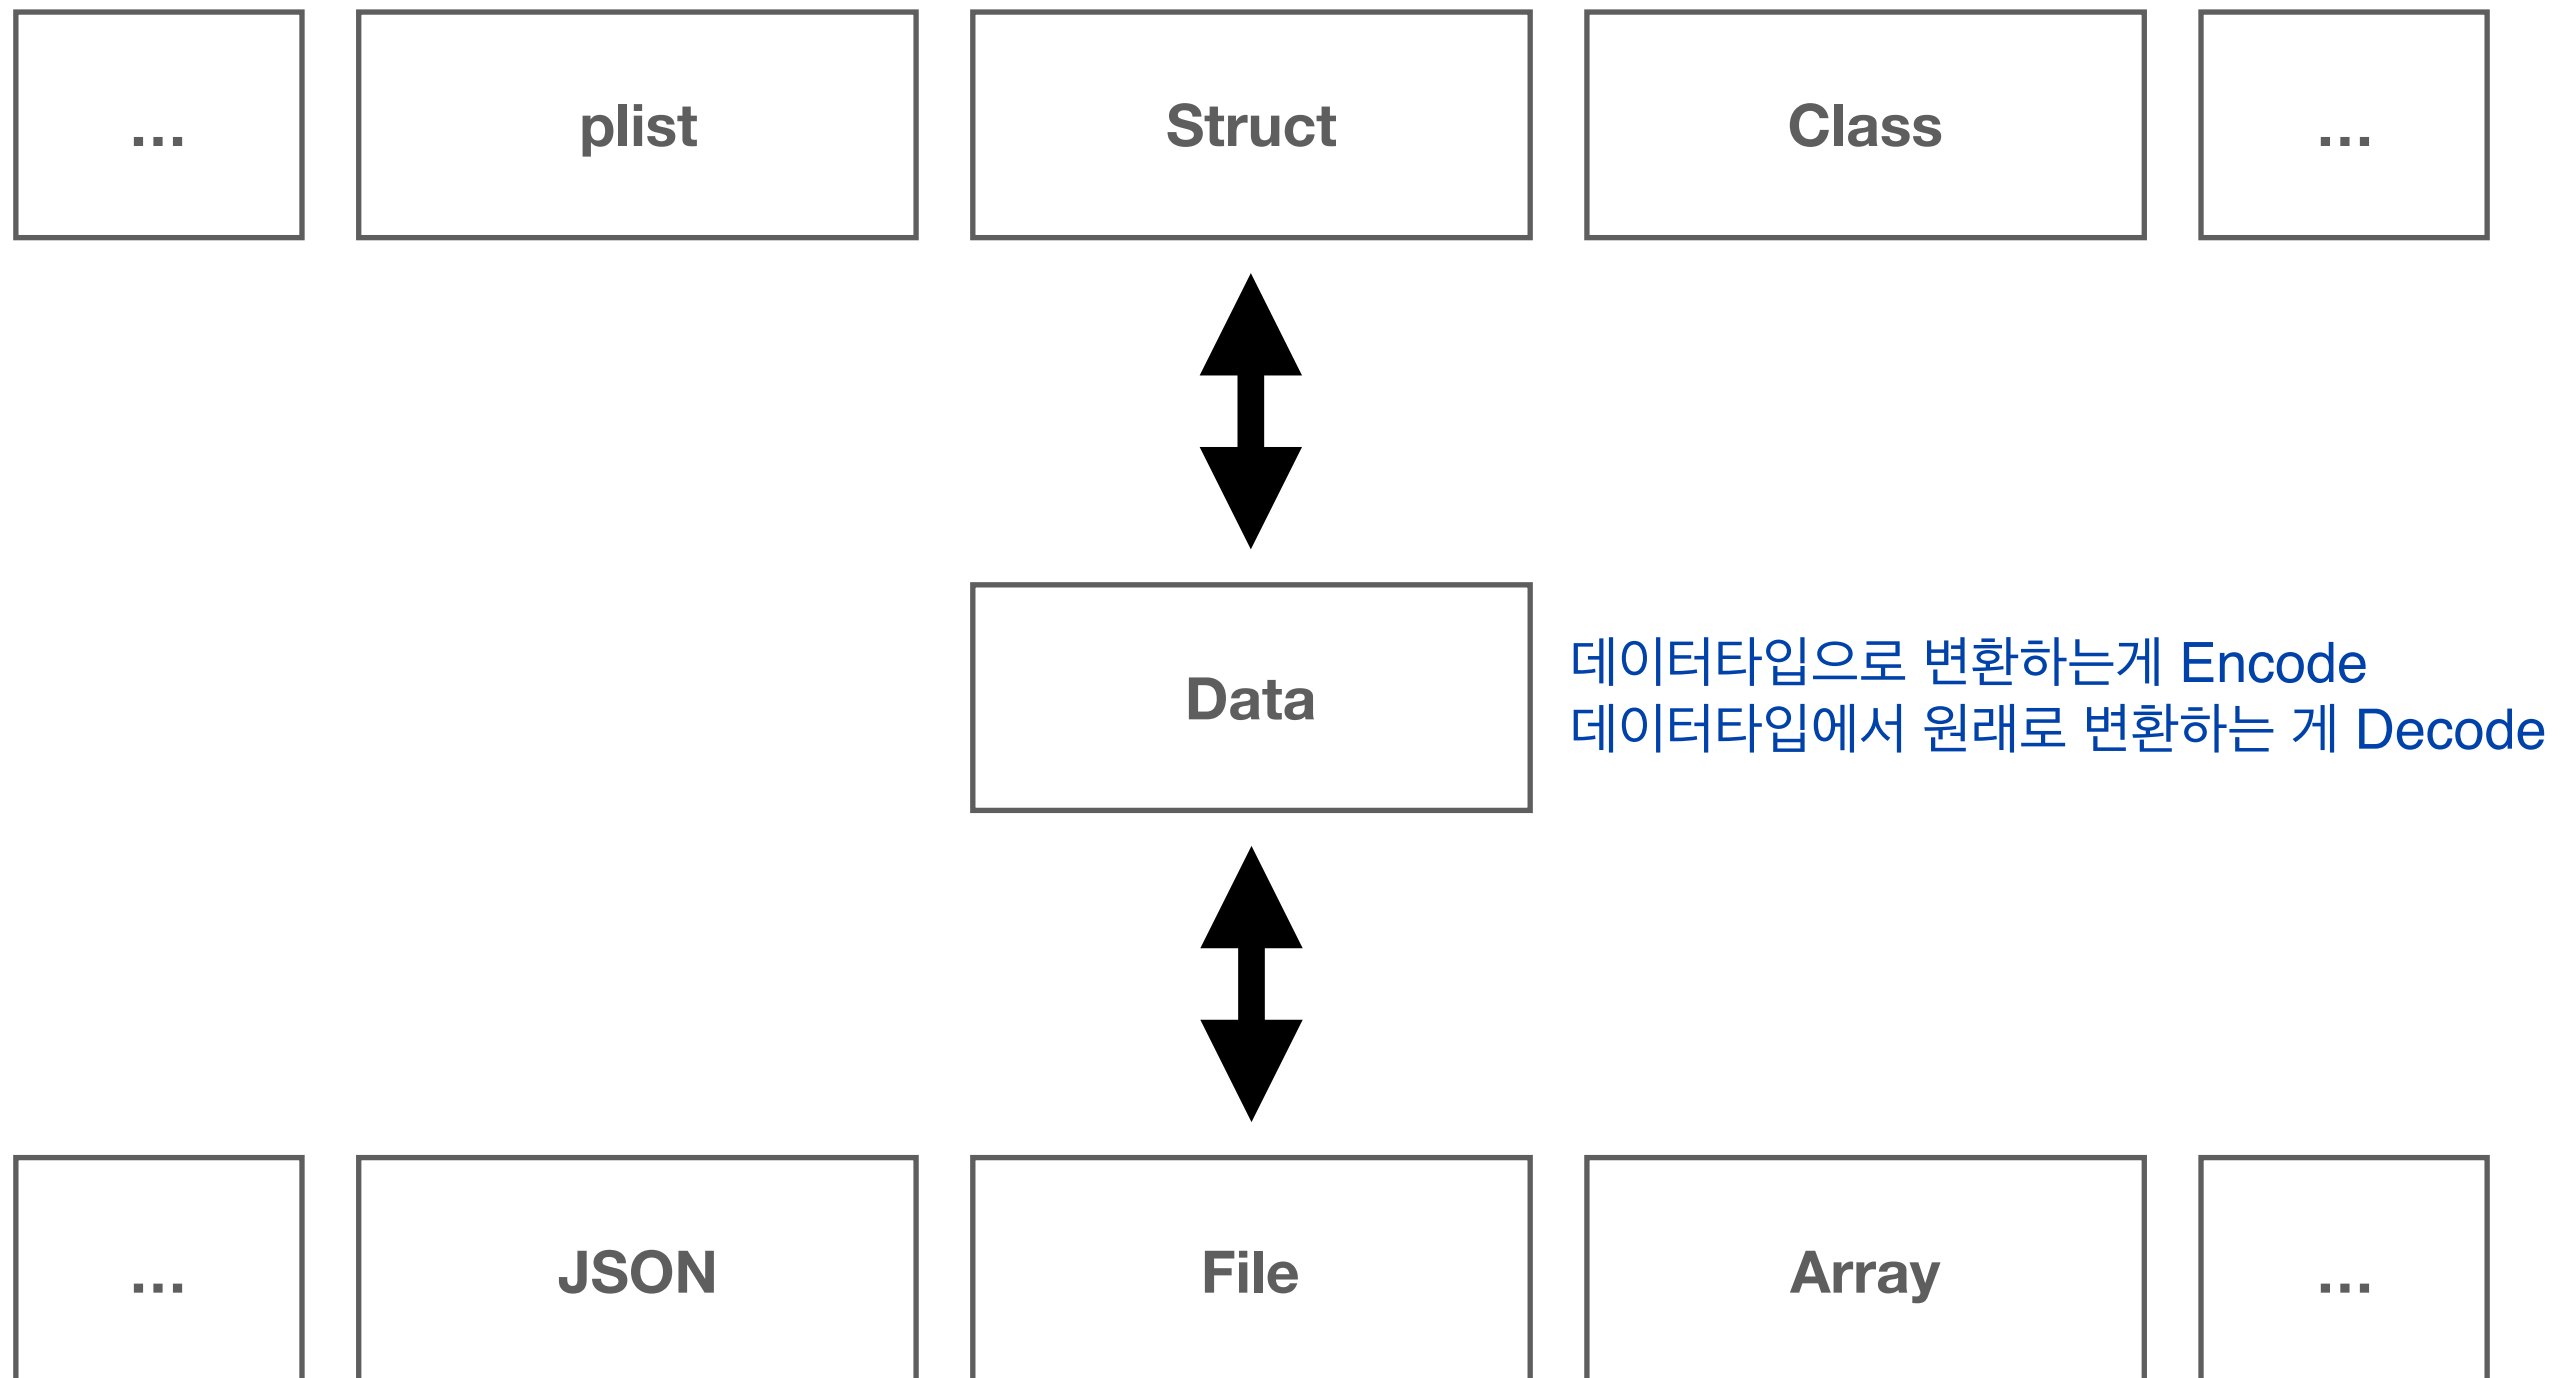 ... plist Struct Class ...
데이터타입으로 변환하는게 Encode
Data
데이터타입에서 원래로 변환하는 게 Decode
... JSON File Array ...